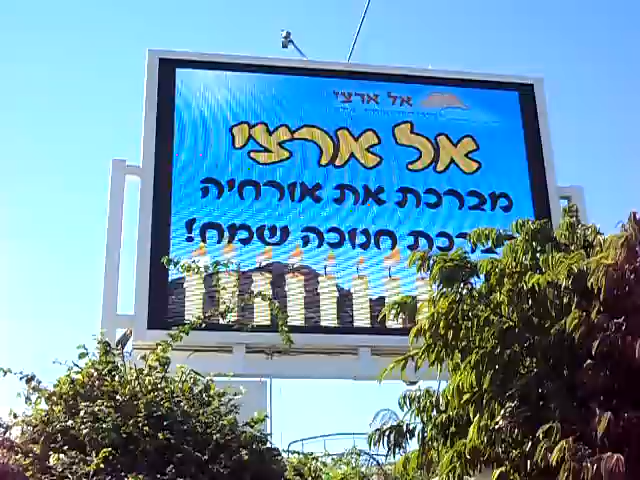 אל ארצי
אל ארצי
מברכת את אורחיה
בברכת חנוכה שמח!